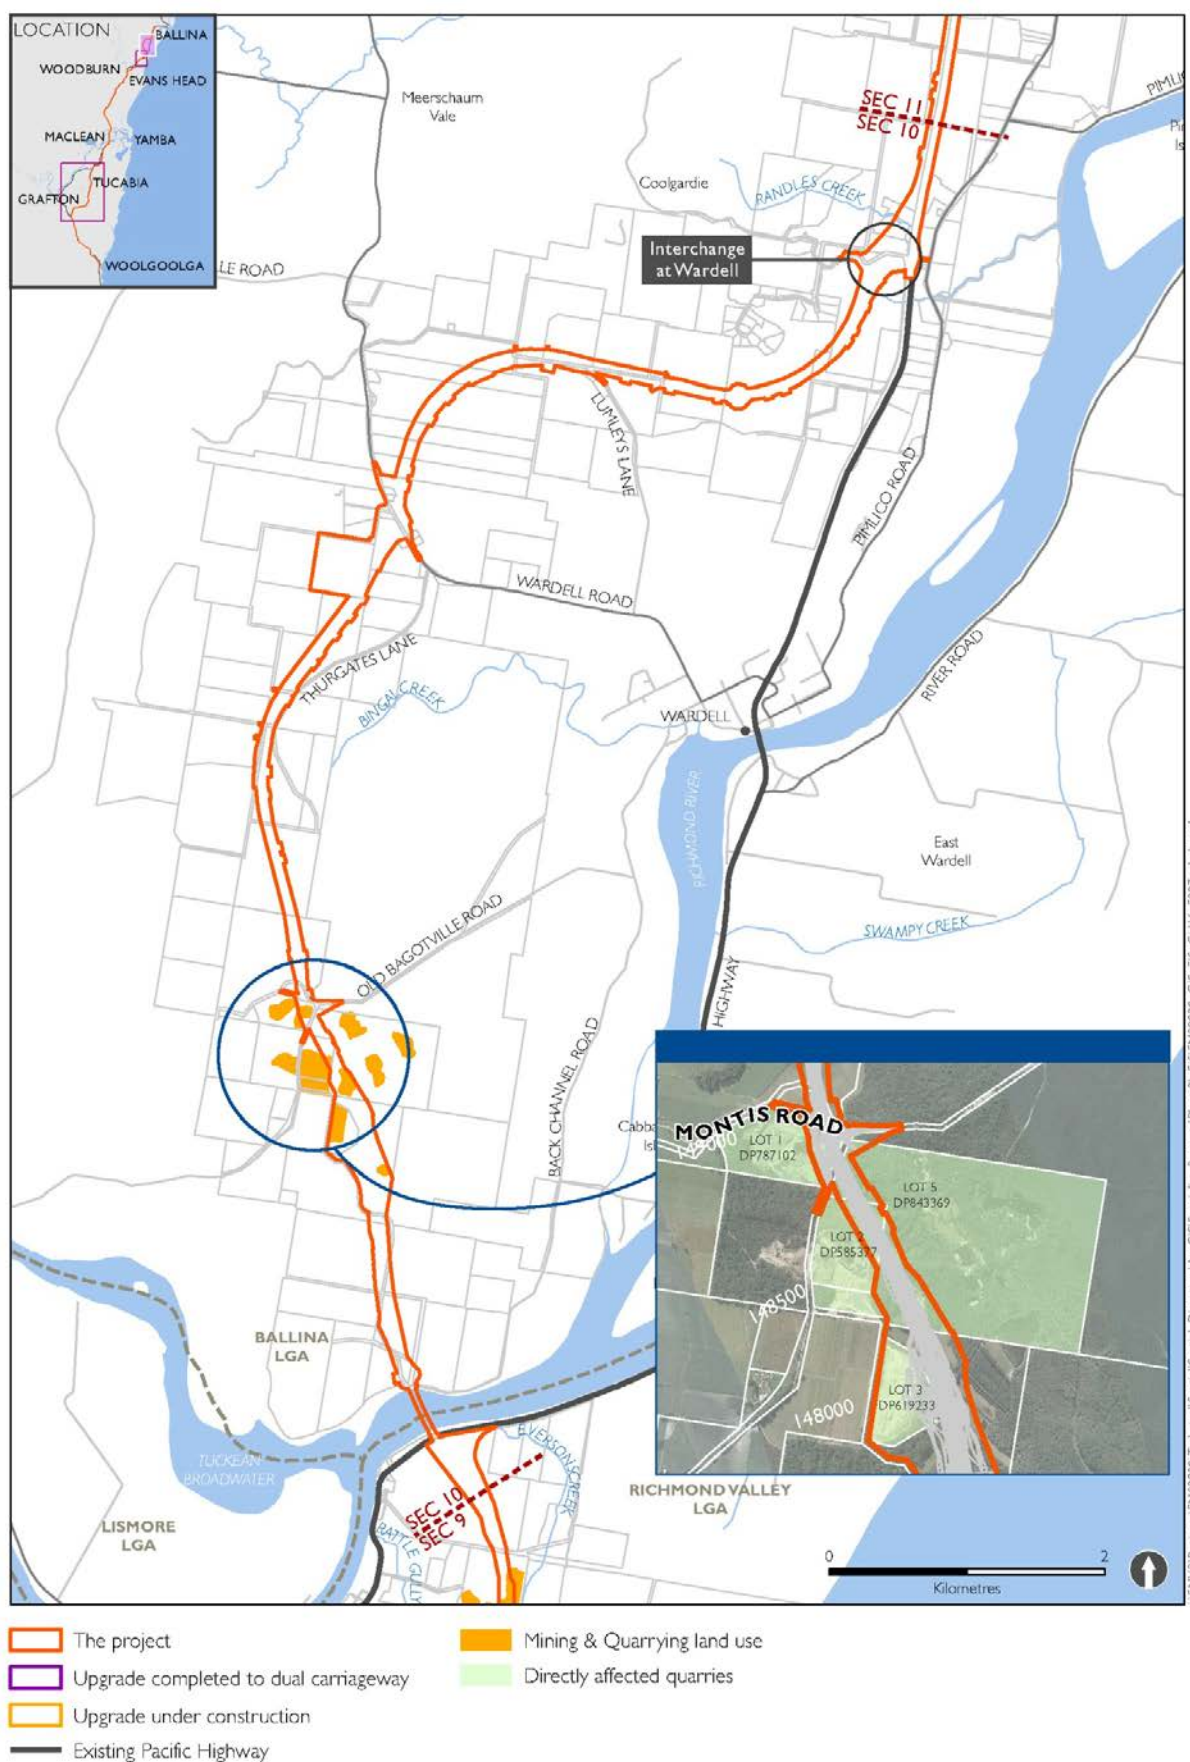 LOCATION
BALLINA
WOODBURN
EVANS HEAD
MACLEAN
YAMBA
TUCABIA
GRAFTON
WOOLGOOLGA
LE ROAD
Meerschaum
Vale
SEC 11
SEC 10
Coolgardie
RANDLES CREEK
Interchange
at Wardell
LUMLEYS LANE
PIMLICO ROAD
WARDELL ROAD
THURGATES LANE
BINGAL CREEK
RIVER ROAD
WARDELL
RICHMOND RIVER
East
Wardell
SWAMPY CREEK
OLD BAGOTVILLE ROAD
HIGHWAY
BACK CHANNEL ROAD
MONTIS ROAD
149000
LOT 1
DP787102
LOT 5
DP843369
LOT 2
DP585377
148500
LOT 3
DP619233
148000
BALLINA
LGA
TUCKEAN
BROADWATER
EVERSONS CREEK
LISMORE
LGA
SEC 10
SEC 9
RATTLE GULLY
RICHMOND VALLEY
LGA
0
2
Kilometres
The project
Upgrade completed to dual carriageway
Upgrade under construction
Existing Pacific Highway
Mining & Quarrying land use
Directly affected quarries